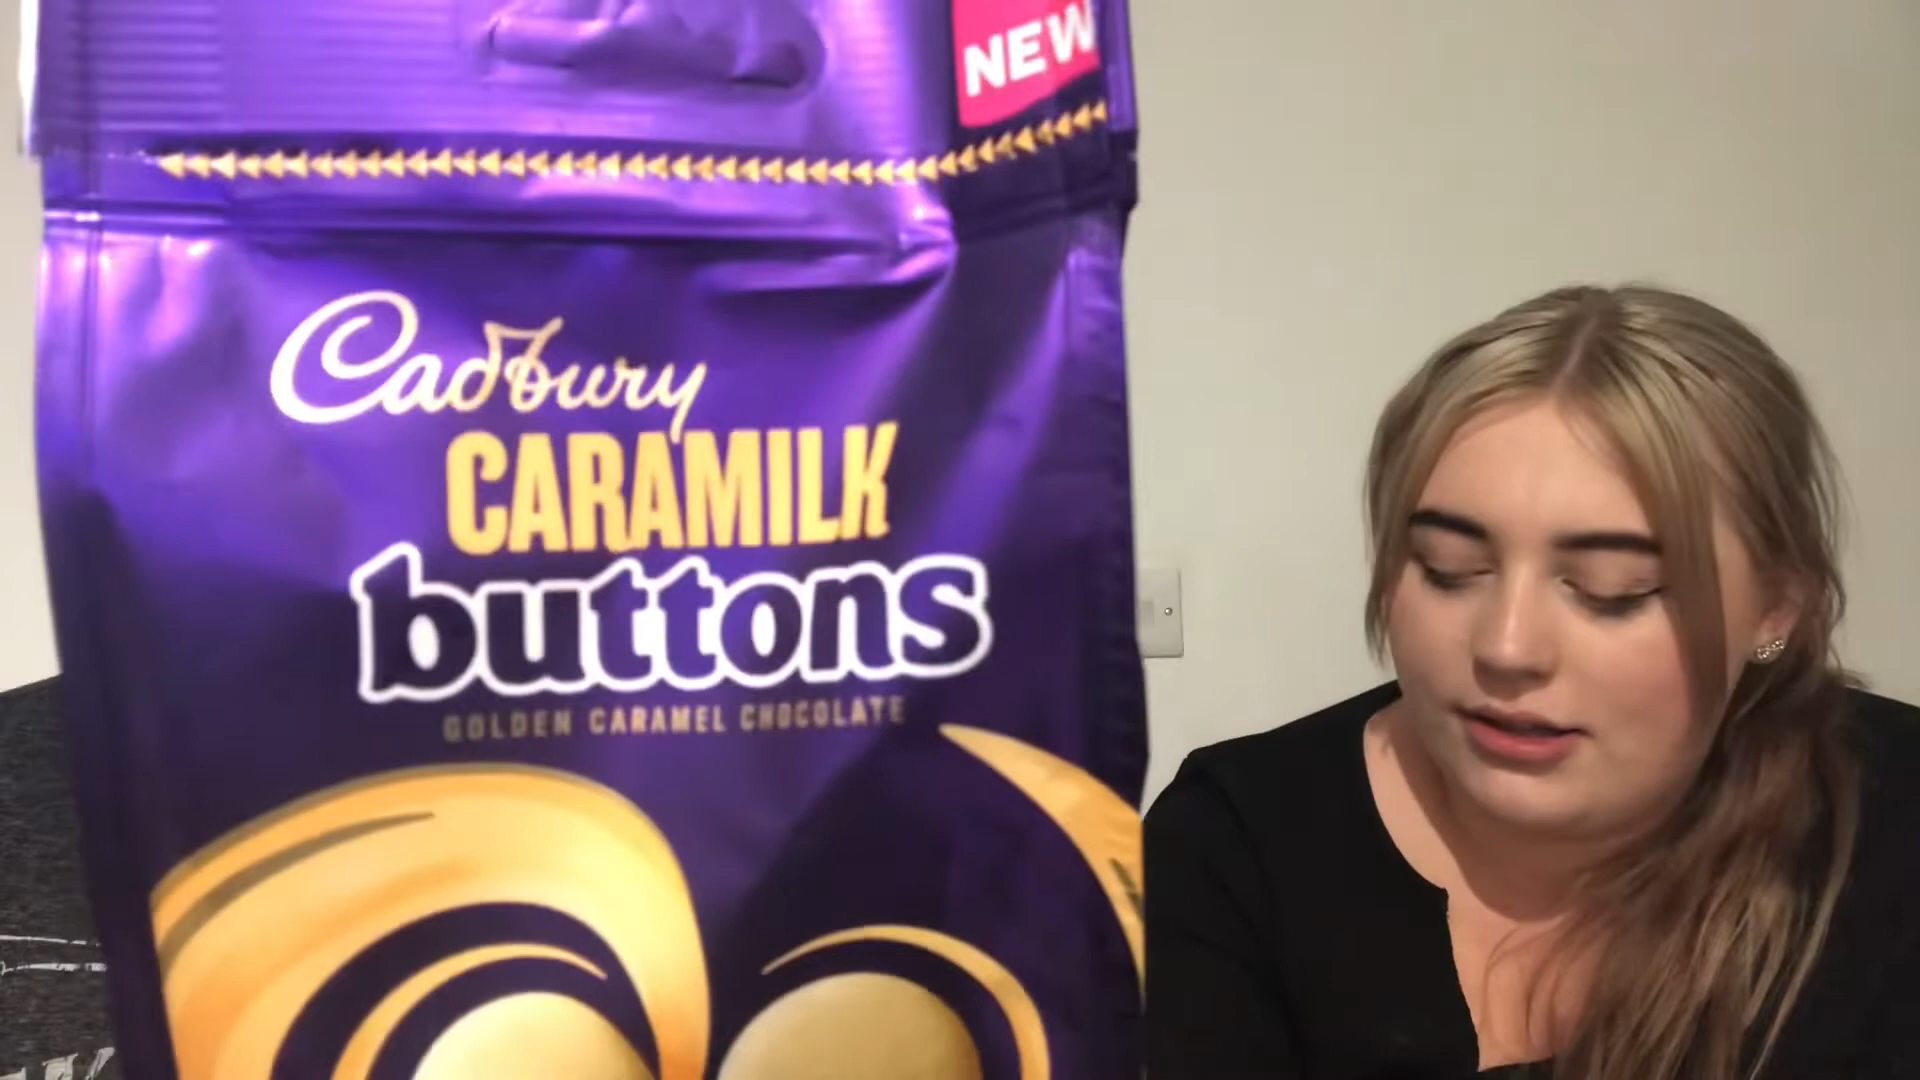 NEW
Cadbury
CARAMILK
buttons
GOLDEN CARAMEL CHOCOLATE